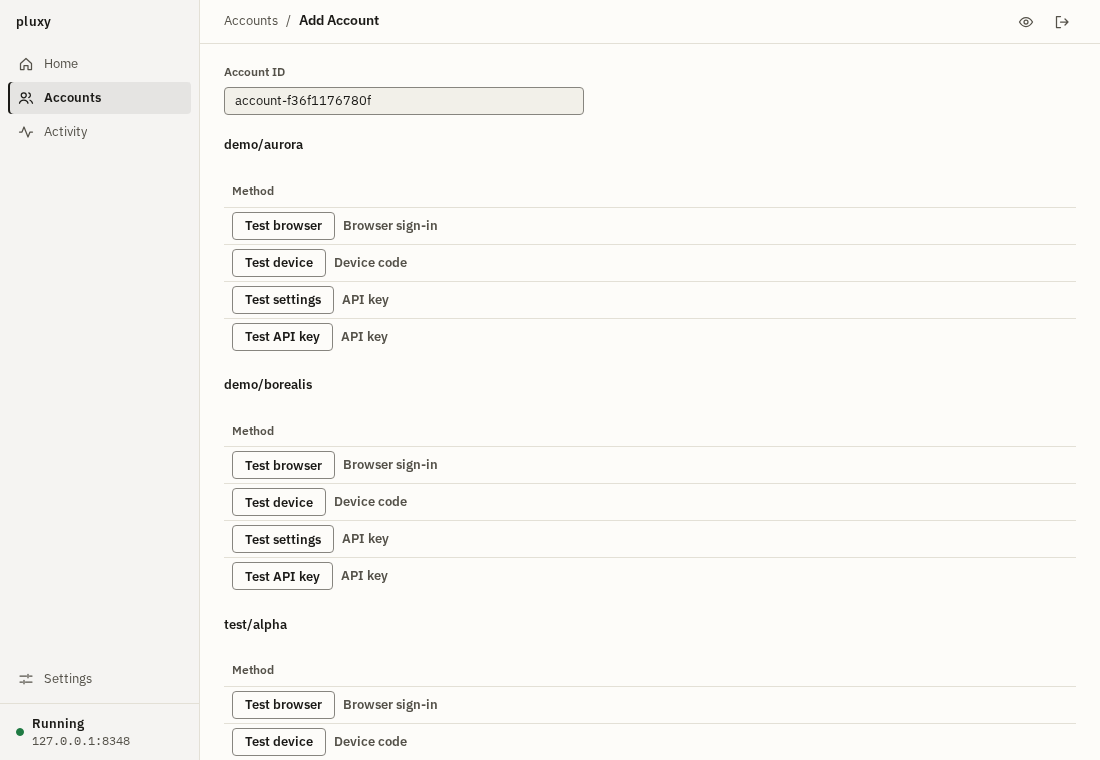 pluxy
Accounts / Add Account
Home
Accounts
Activity
Account ID
account-f36f1176780f
demo/aurora
Method
Test browser Browser sign-in
Test device Device code
Test settings API key
Test API key API key
demo/borealis
Method
Test browser Browser sign-in
Test device Device code
Test settings API key
Test API key API key
test/alpha
Method
Test browser Browser sign-in
Test device Device code
Settings
Running
127.0.0.1:8348